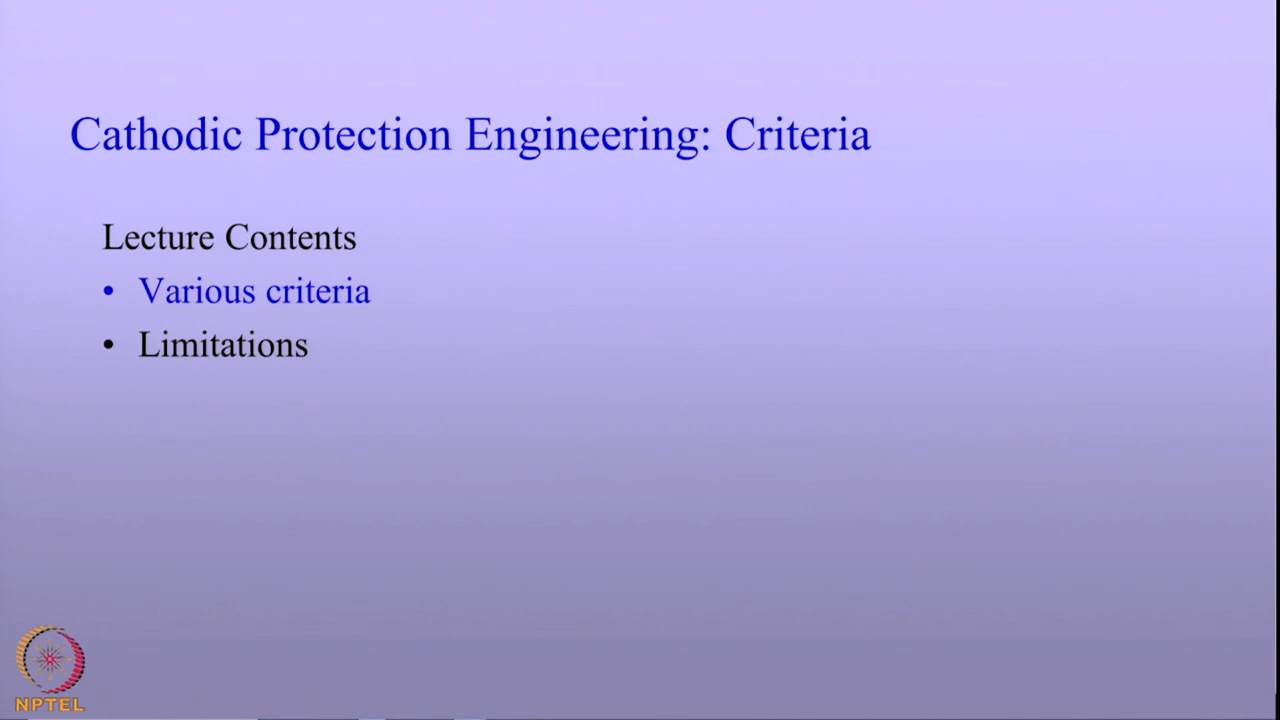 Cathodic Protection Engineering: Criteria
Lecture Contents
• Various criteria
• Limitations
NPTEL